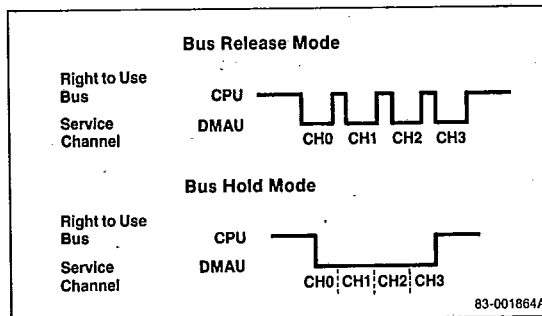 Bus Release Mode
Right to Use
Bus CPU
Service
Channel DMAU
CH0 CH1 CH2 CH3
Bus Hold Mode
Right to Use
Bus CPU
Service
Channel DMAU
CH0 CH1 CH2 CH3
83-001864A